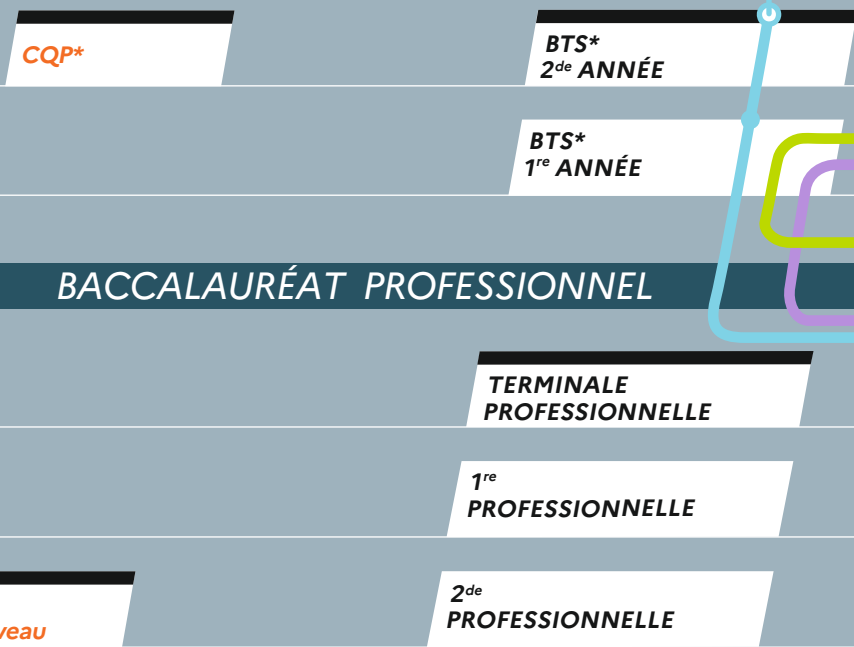 CQP*
BTS*
2de ANNÉE
BTS*
1re ANNÉE
BACCALAURÉAT PROFESSIONNEL
TERMINALE
PROFESSIONNELLE
1re
PROFESSIONNELLE
2de
PROFESSIONNELLE